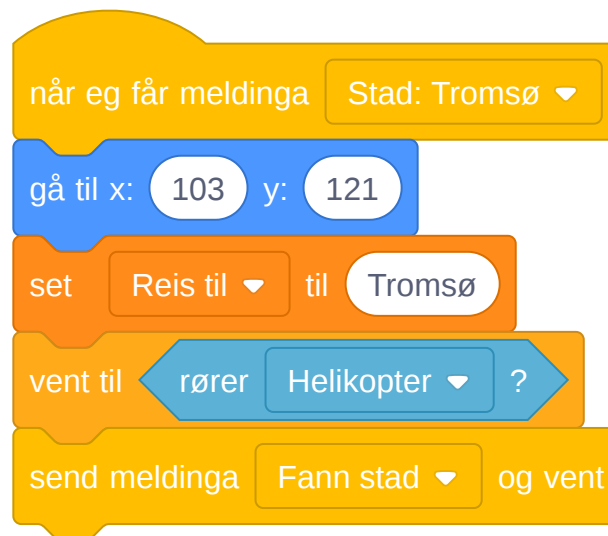 når eg får meldinga Stad: Tromsø
gå til x: 103 y: 121
set Reis til til Tromsø
vent til rører Helikopter ?
send meldinga Fann stad og vent